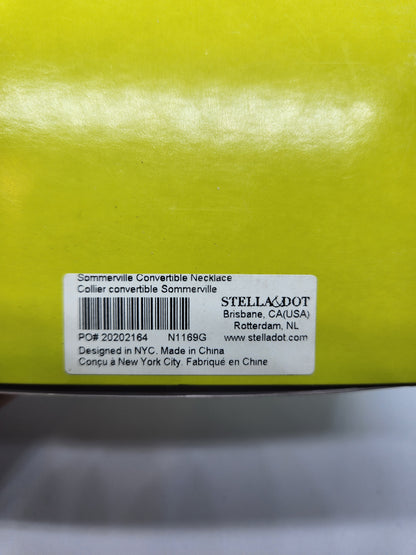 Sommerville Convertible Necklace
Collier convertible Sommerville
STELLA & DOT
Brisbane, CA(USA)
Rotterdam, NL
PO# 20202164 N1169G www.stelladot.com
Designed in NYC. Made in China
Conçu à New York City. Fabriqué en Chine